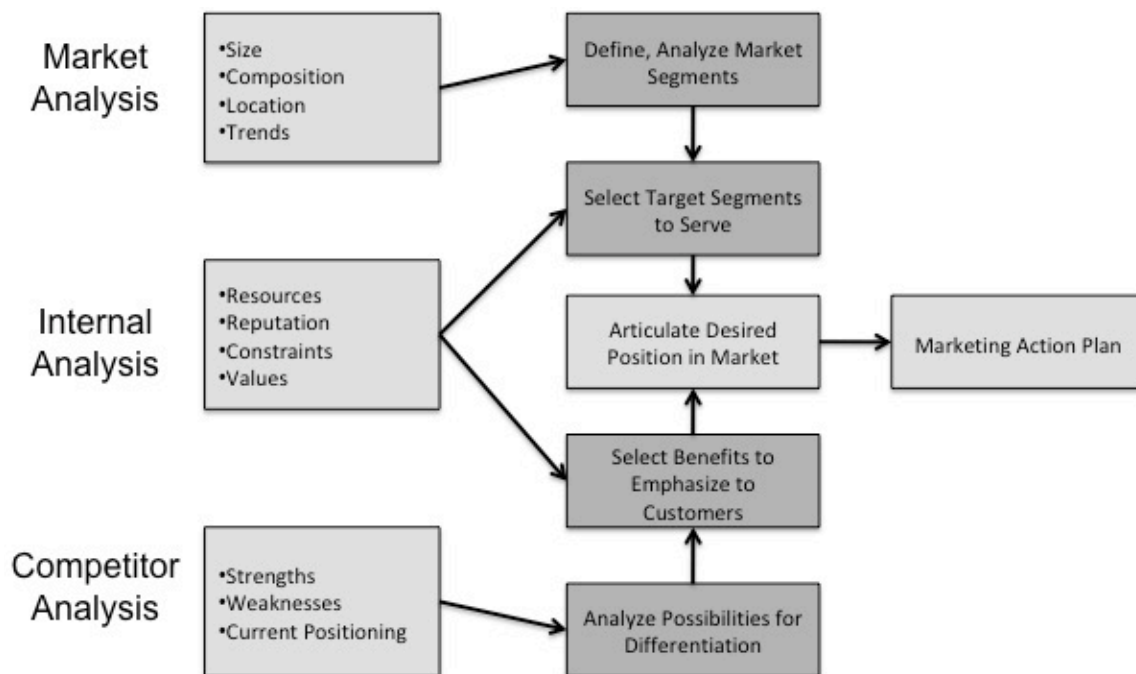 Market
Analysis
•Size
•Composition
•Location
•Trends
Define, Analyze Market
Segments
Select Target Segments
to Serve
Internal
Analysis
•Resources
•Reputation
•Constraints
•Values
Articulate Desired
Position in Market
Marketing Action Plan
Select Benefits to
Emphasize to
Customers
Competitor
Analysis
•Strengths
•Weaknesses
•Current Positioning
Analyze Possibilities for
Differentiation